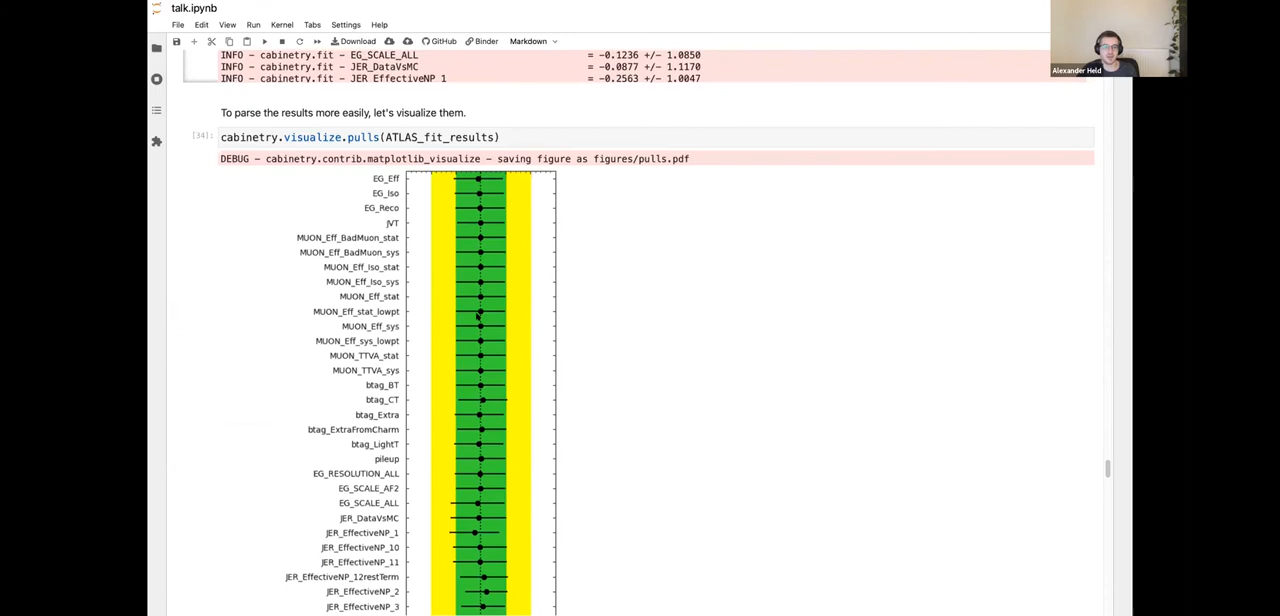 talk.ipynb
File Edit View Run Kernel Tabs Settings Help
Download GitHub Binder Markdown
Alexander Held
INFO - cabinetry.fit - EG_SCALE_ALL = -0.1236 +/- 1.0850
INFO - cabinetry.fit - JER_DataVsMC = -0.0877 +/- 1.1170
INFO - cabinetry.fit - JER_EffectiveNP_1 = -0.2563 +/- 1.0047
To parse the results more easily, let's visualize them.
[34]: cabinetry.visualize.pulls(ATLAS_fit_results)
DEBUG - cabinetry.contrib.matplotlib_visualize - saving figure as figures/pulls.pdf
EG_Eff
EG_Iso
EG_Reco
JVT
MUON_Eff_BadMuon_stat
MUON_Eff_BadMuon_sys
MUON_Eff_Iso_stat
MUON_Eff_Iso_sys
MUON_Eff_stat
MUON_Eff_stat_lowpt
MUON_Eff_sys
MUON_Eff_sys_lowpt
MUON_TTVA_stat
MUON_TTVA_sys
btag_BT
btag_CT
btag_Extra
btag_ExtraFromCharm
btag_LightT
pileup
EG_RESOLUTION_ALL
EG_SCALE_AF2
EG_SCALE_ALL
JER_DataVsMC
JER_EffectiveNP_1
JER_EffectiveNP_10
JER_EffectiveNP_11
JER_EffectiveNP_12restTerm
JER_EffectiveNP_2
JER_EffectiveNP_3